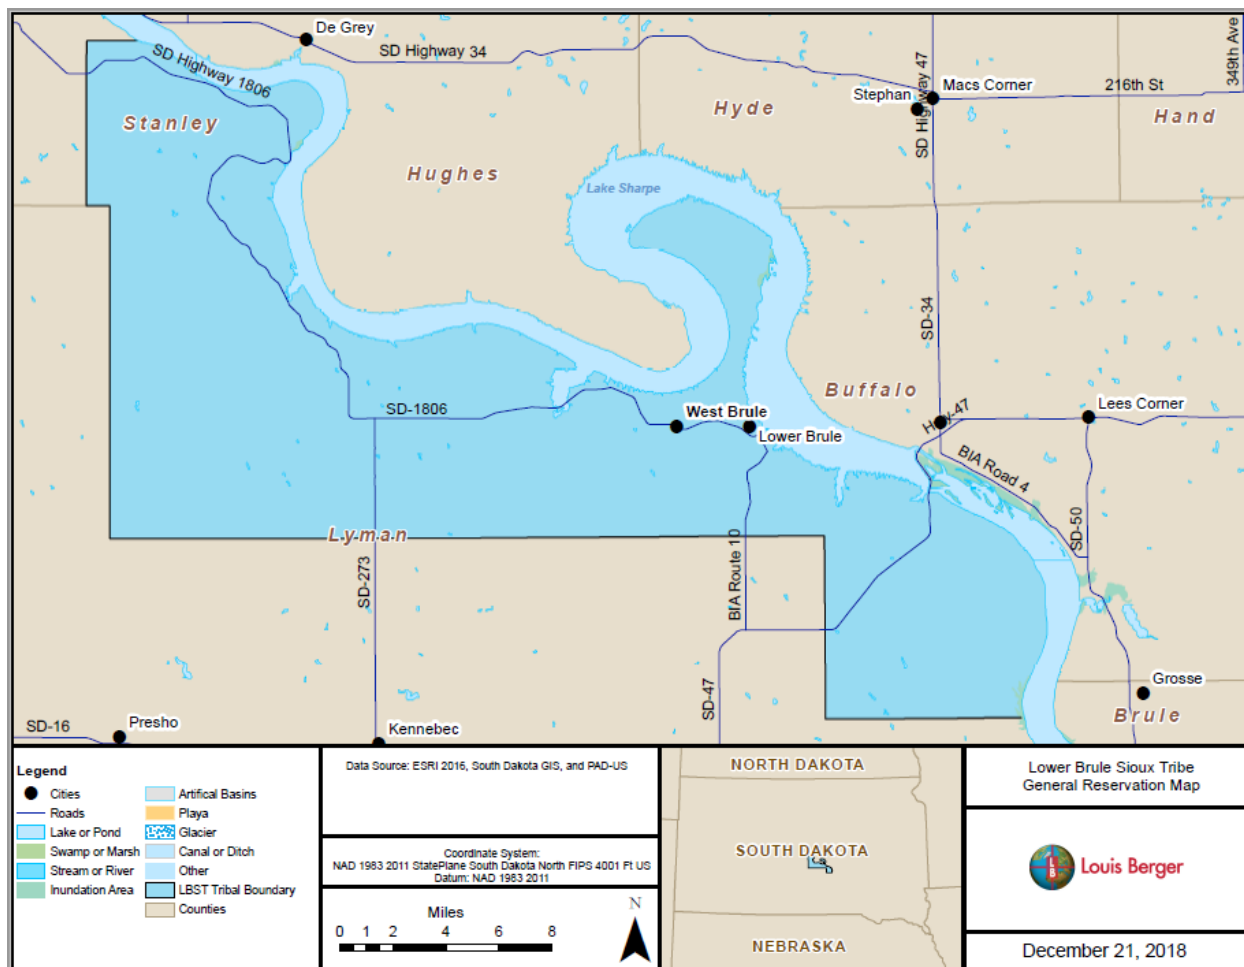 De Grey
SD Highway 34
SD Highway 1806
SD Highway 47
Macs Corner
Stephan
216th St
349th Ave
Stanley
Hyde
Hand
Hughes
Lake Sharpe
SD-34
Buffalo
SD-1806
West Brule
Lower Brule
Hwy-47
Lees Corner
BIA Road 4
SD-50
Lyman
SD-273
BIA Route 10
SD-47
Grosse
Brule
SD-16
Presho
Kennebec
Legend
Cities
Roads
Lake or Pond
Swamp or Marsh
Stream or River
Inundation Area
Artifical Basins
Playa
Glacier
Canal or Ditch
Other
LBST Tribal Boundary
Counties
Data Source: ESRI 2016, South Dakota GIS, and PAD-US
Coordinate System:
NAD 1983 2011 StatePlane South Dakota North FIPS 4001 Ft US
Datum: NAD 1983 2011
Miles
0 1 2 4 6 8
N
NORTH DAKOTA
SOUTH DAKOTA
NEBRASKA
Lower Brule Sioux Tribe
General Reservation Map
L
B
Louis Berger
December 21, 2018